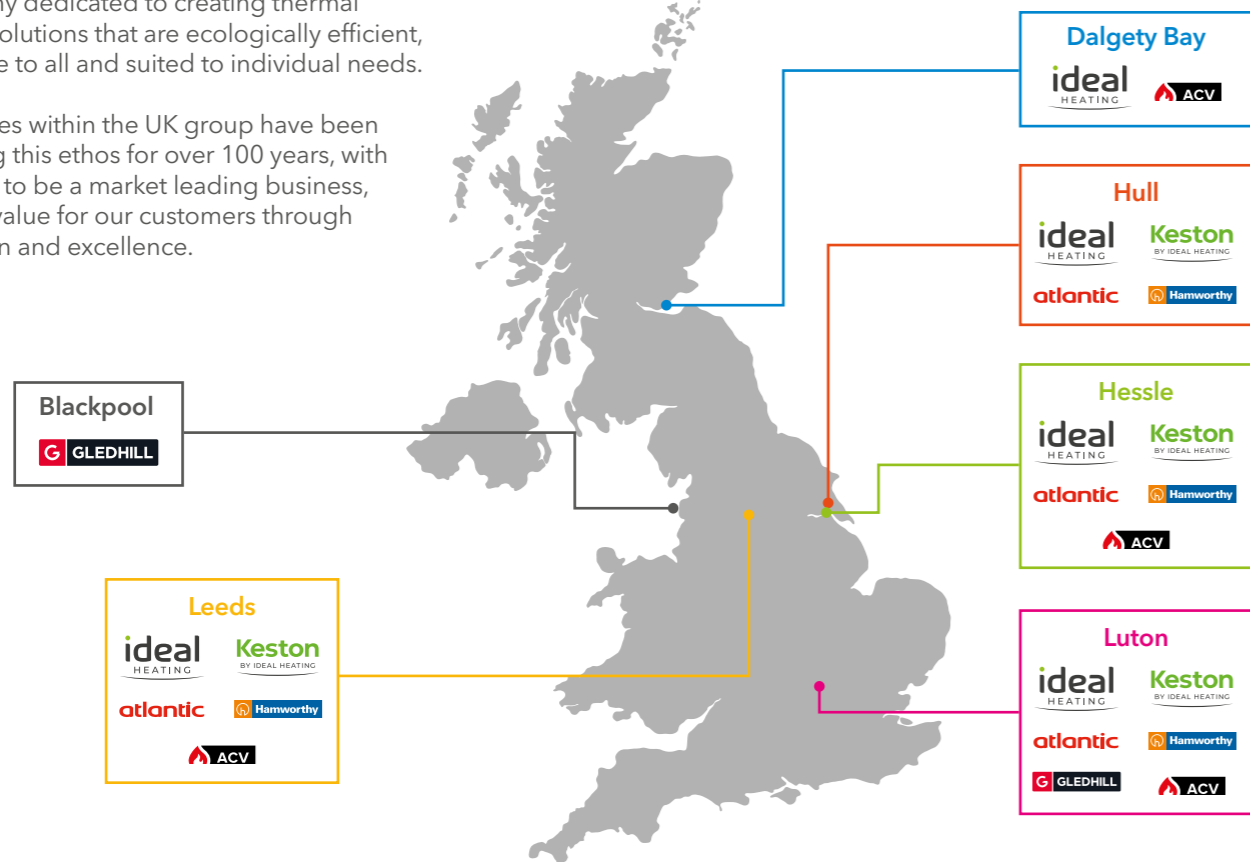 dedicated to creating thermal
that are ecologically efficient,
to all and suited to individual needs.
within the UK group have been
this ethos for over 100 years, with
to be a market leading business,
value for our customers through
and excellence.
Dalgety Bay
ideal
HEATING
ACV
Hull
ideal
HEATING
Keston
BY IDEAL HEATING
atlantic
Hamworthy
Blackpool
G GLEDHILL
Hessle
ideal
HEATING
Keston
BY IDEAL HEATING
atlantic
Hamworthy
ACV
Leeds
ideal
HEATING
Keston
BY IDEAL HEATING
atlantic
Hamworthy
ACV
Luton
ideal
HEATING
Keston
BY IDEAL HEATING
atlantic
Hamworthy
G GLEDHILL
ACV